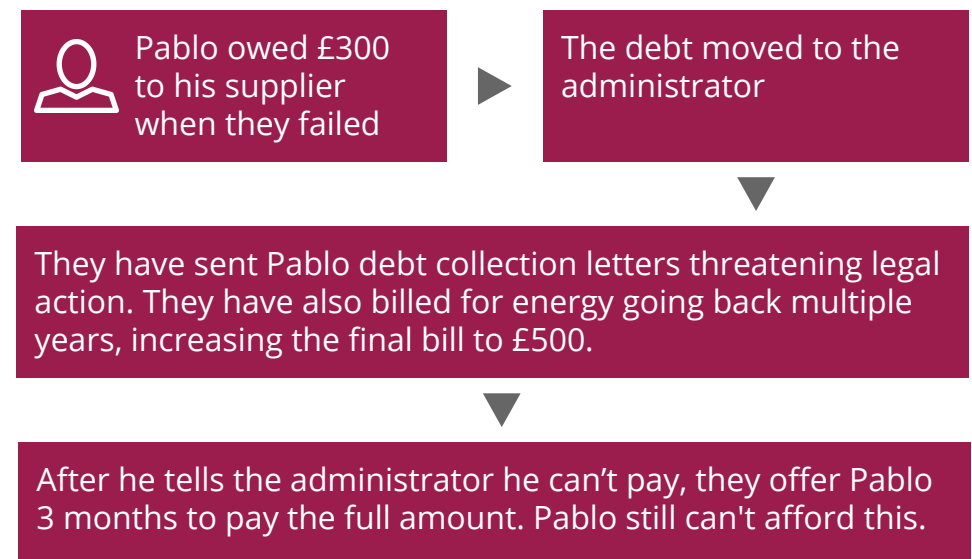 Pablo owed £300
to his supplier
when they failed
The debt moved to the
administrator
They have sent Pablo debt collection letters threatening legal
action. They have also billed for energy going back multiple
years, increasing the final bill to £500.
After he tells the administrator he can’t pay, they offer Pablo
3 months to pay the full amount. Pablo still can't afford this.